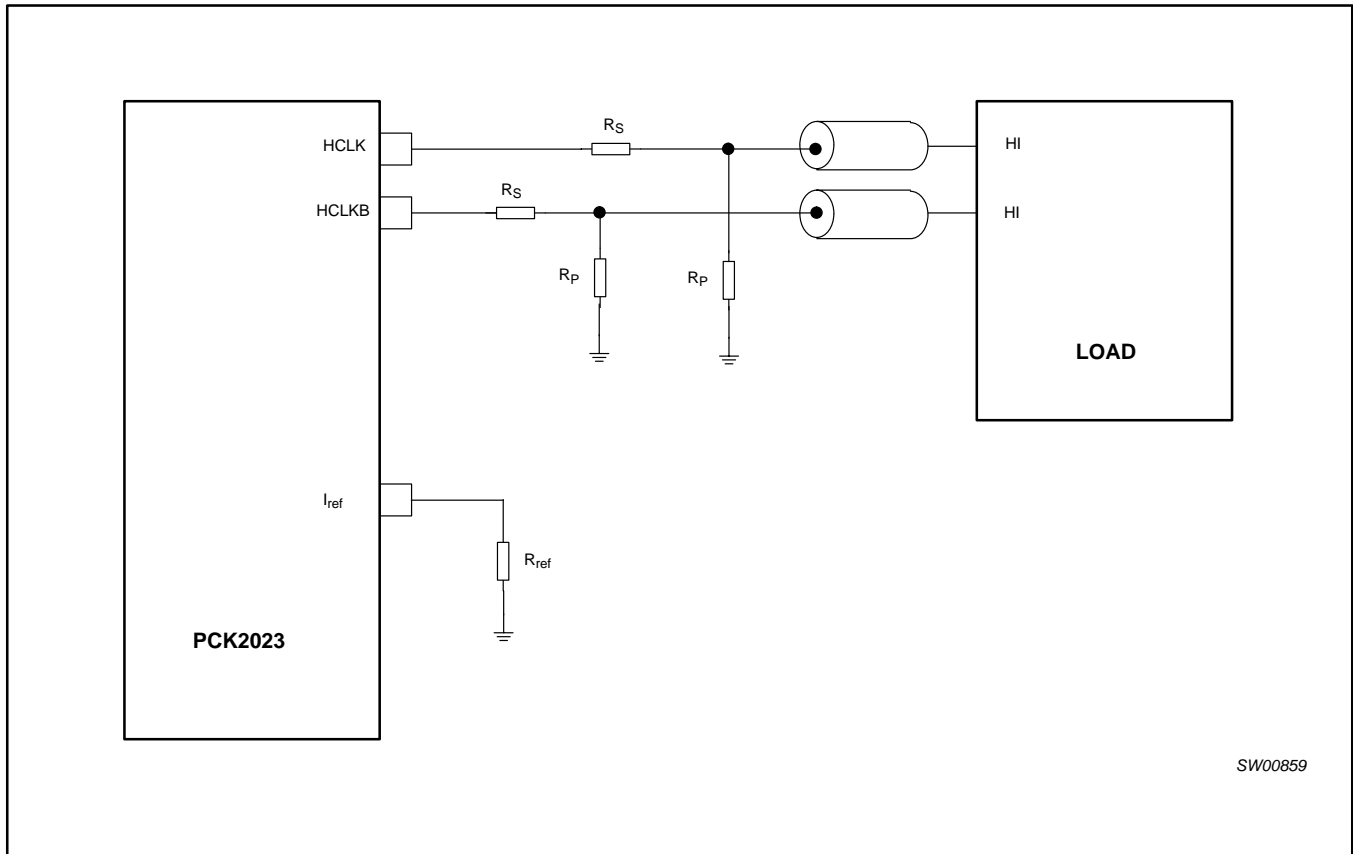 HCLK
RS
HI
HCLKB
RS
HI
RP
RP
LOAD
Iref
Rref
PCK2023
SW00859